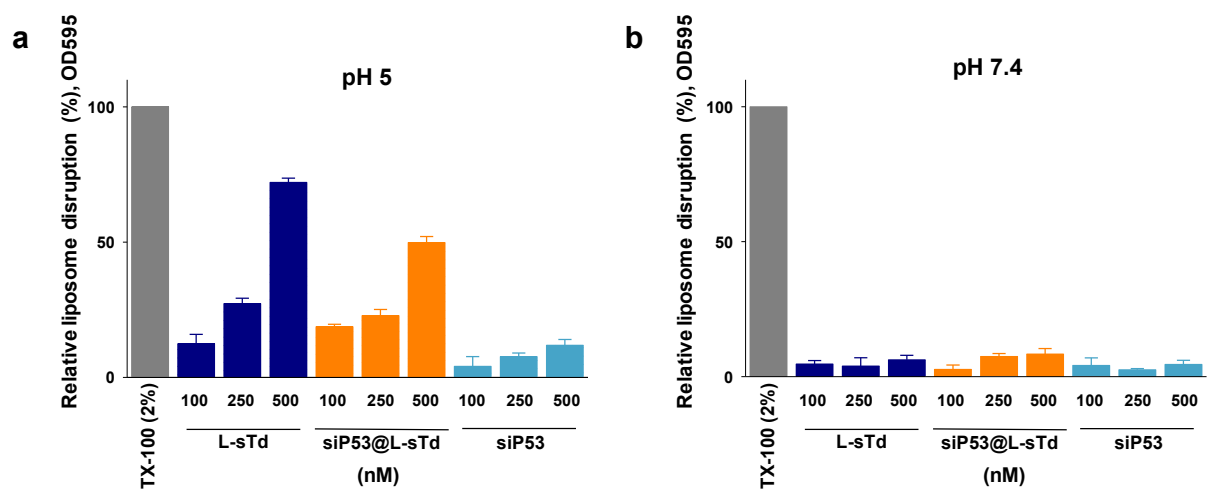 a
Relative liposome disruption (%), OD595
pH 5
100
50
0
TX-100 (2%)
100 250 500 100 250 500 100 250 500
L-sTd siP53@L-sTd siP53
(nM)
b
Relative liposome disruption (%), OD595
pH 7.4
100
50
0
TX-100 (2%)
100 250 500 100 250 500 100 250 500
L-sTd siP53@L-sTd siP53
(nM)